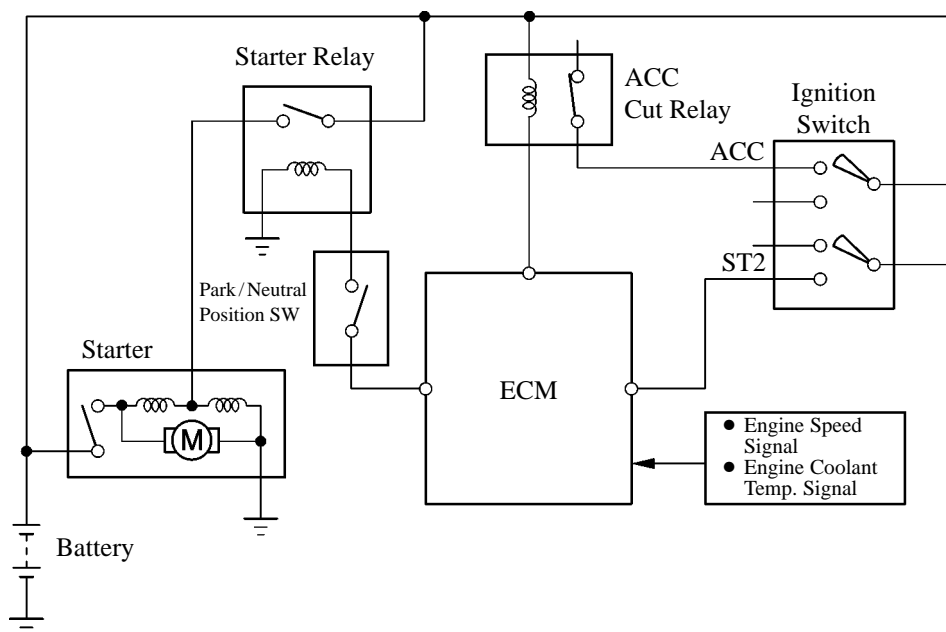 Starter Relay
ACC
Cut Relay
Ignition
Switch
ACC
ST2
Park/Neutral
Position SW
Starter
M
ECM
● Engine Speed
Signal
● Engine Coolant
Temp. Signal
Battery